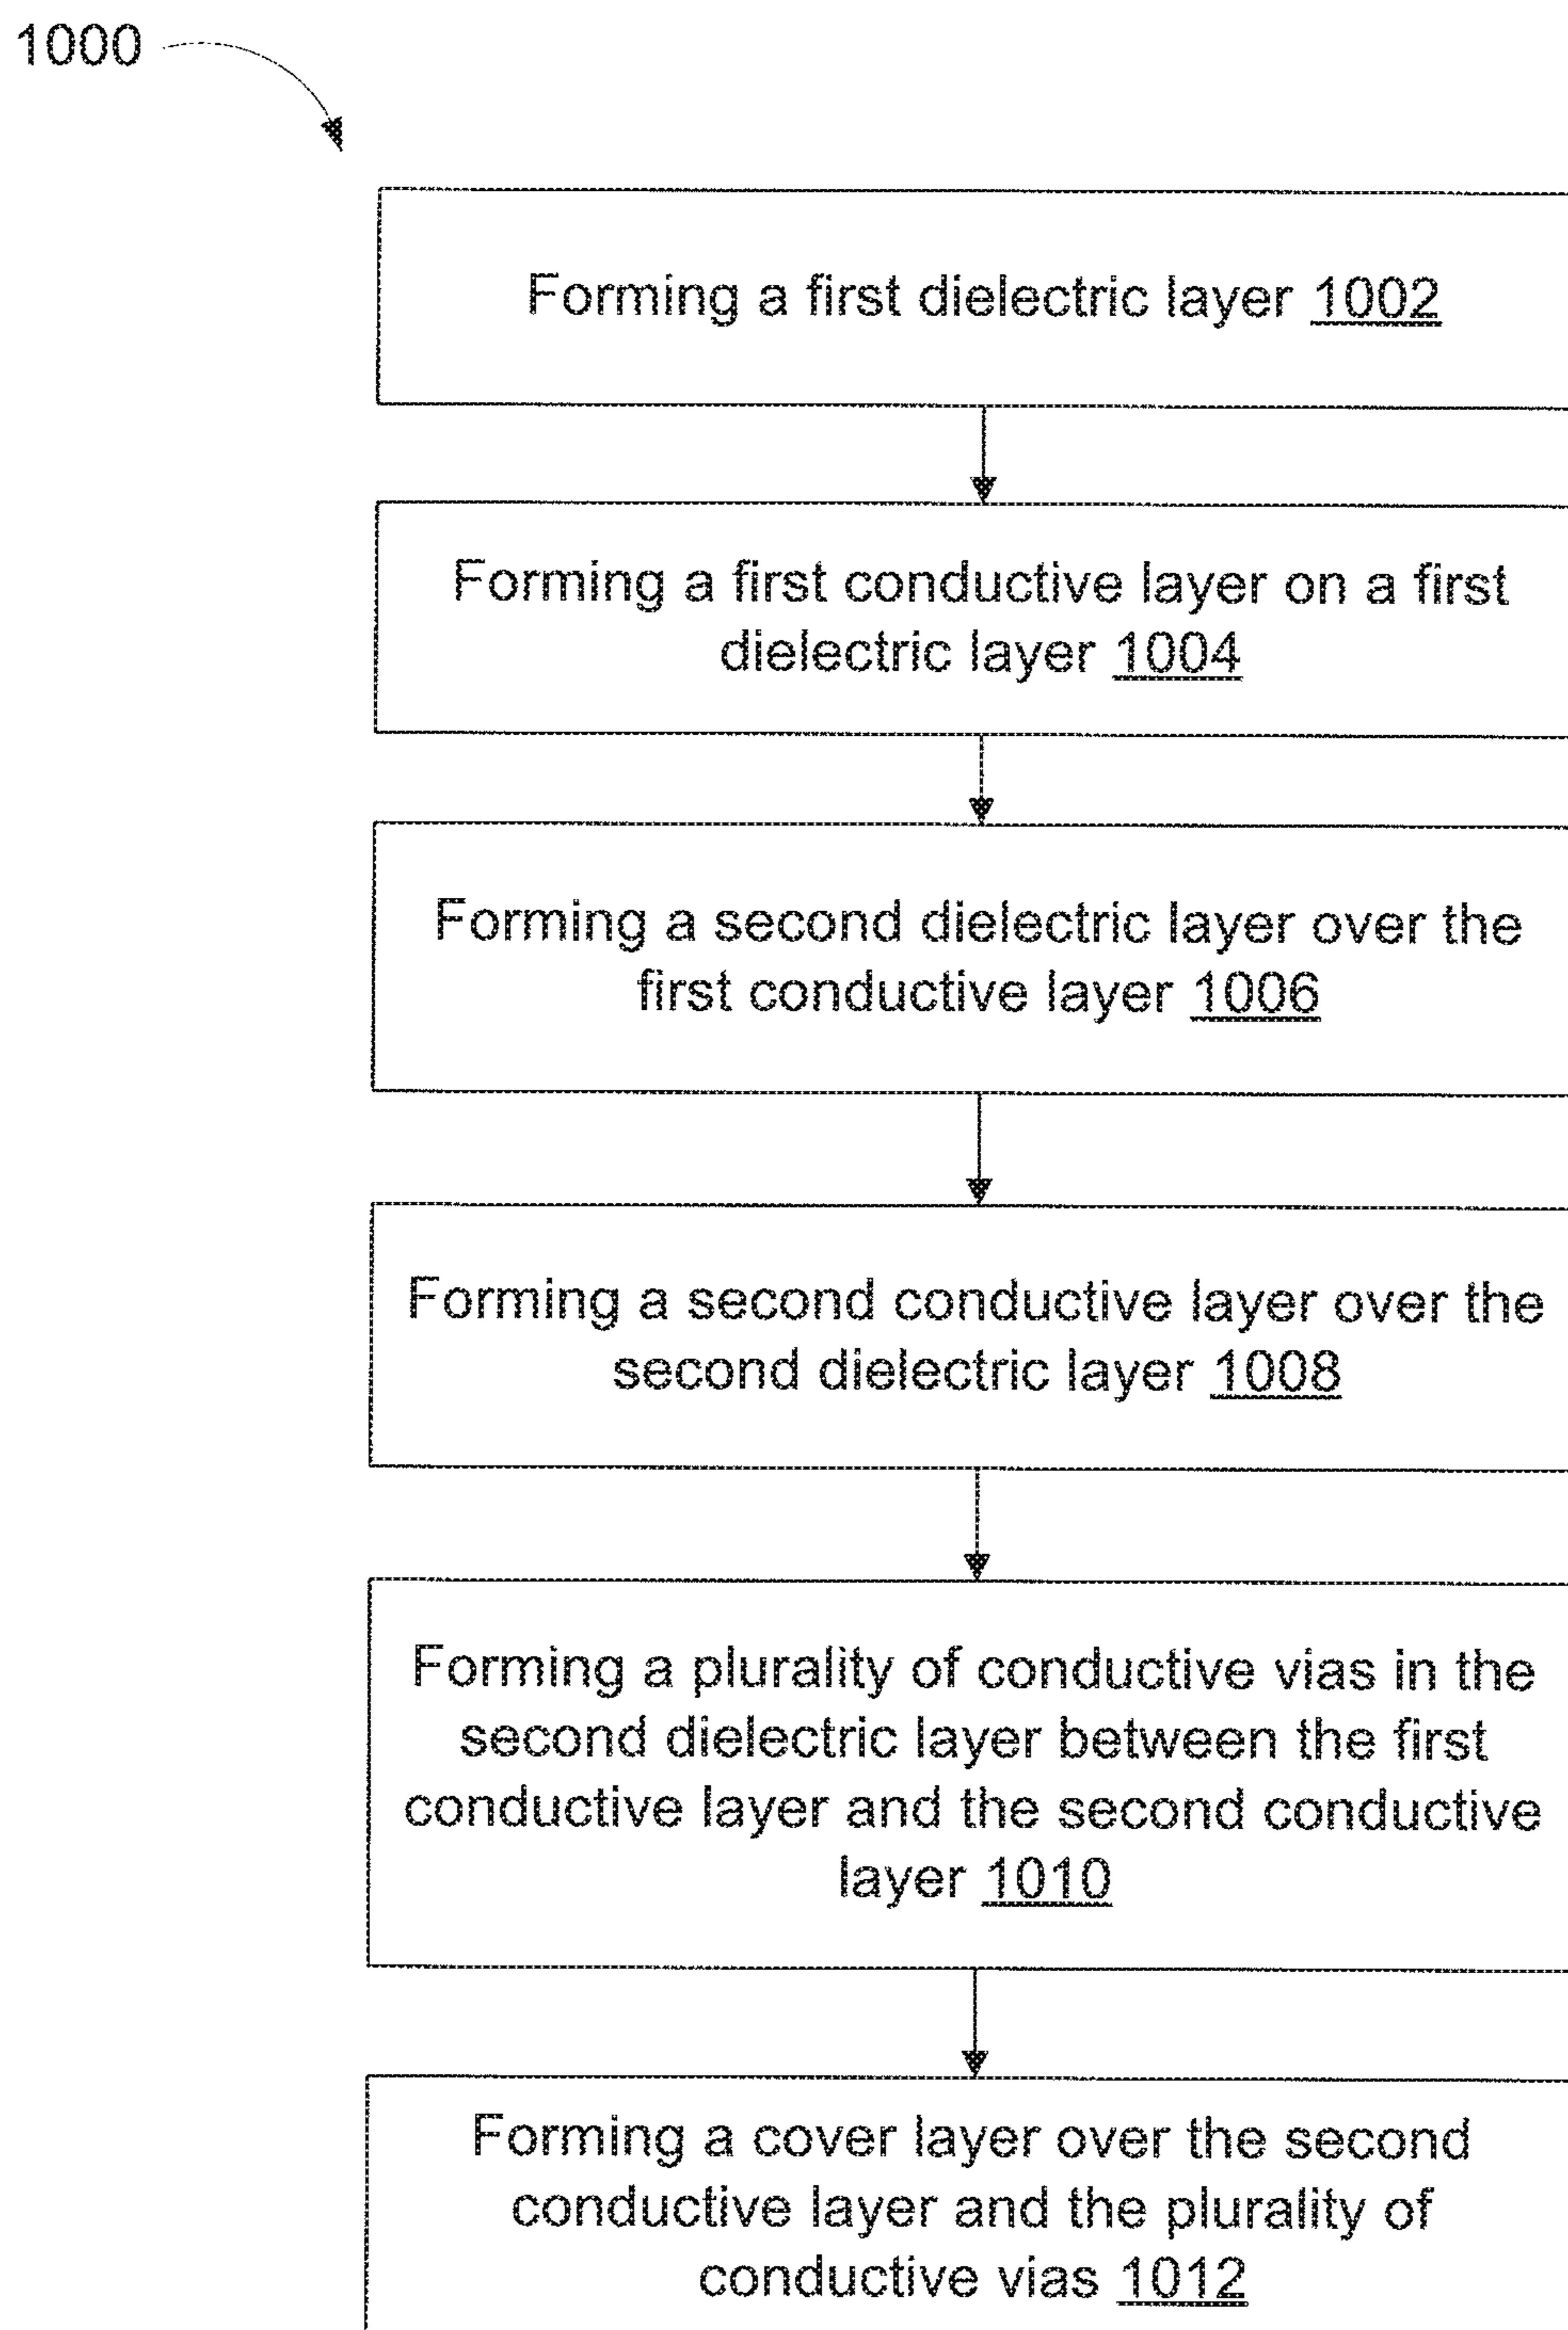 1000
Forming a first dielectric layer 1002
Forming a first conductive layer on a first
dielectric layer 1004
Forming a second dielectric layer over the
first conductive layer 1006
Forming a second conductive layer over the
second dielectric layer 1008
Forming a plurality of conductive vias in the
second dielectric layer between the first
conductive layer and the second conductive
layer 1010
Forming a cover layer over the second
conductive layer and the plurality of
conductive vias 1012